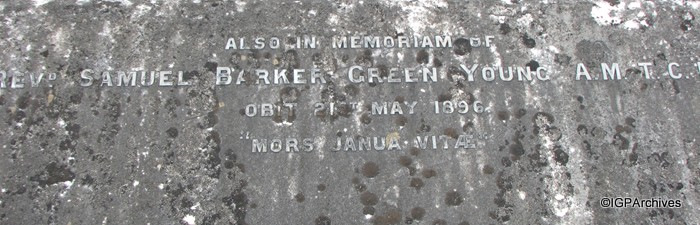 ALSO IN MEMORIAM OF
REVD SAMUEL BARKER GREEN YOUNG A.M. T.C.
OBIT 21ST MAY 1896
"MORS JANUA VITÆ"
©IGPArchives